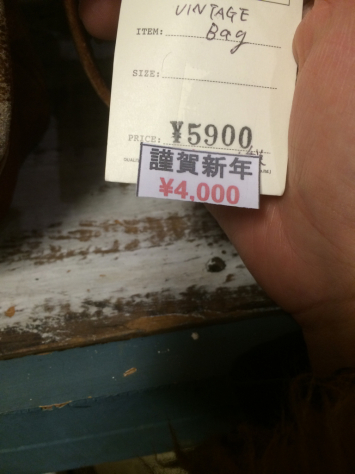 VINTAGE
ITEM: Bag
SIZE:
PRICE: ¥5900
謹賀新年
¥4,000